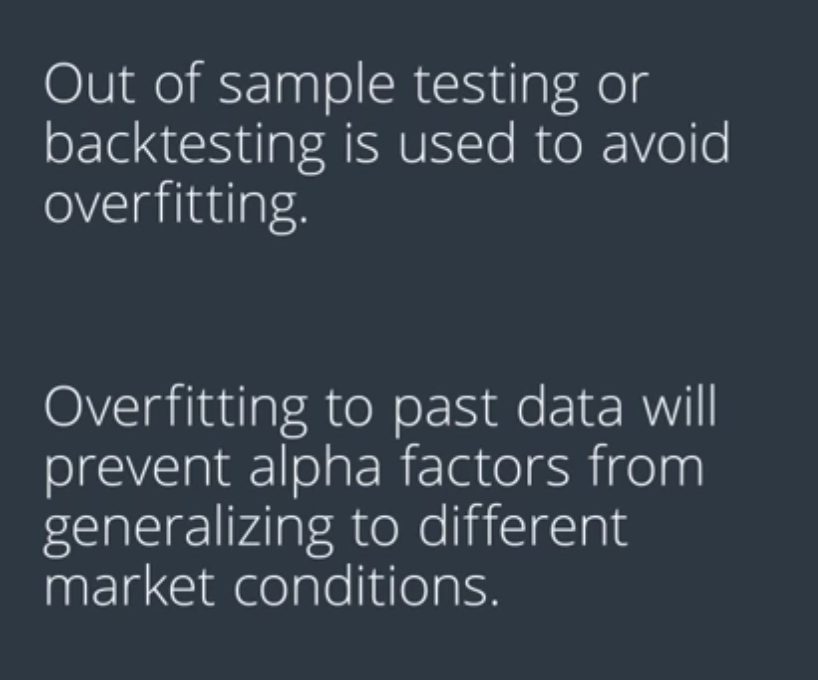 Out of sample testing or
backtesting is used to avoid
overfitting.
Overfitting to past data will
prevent alpha factors from
generalizing to different
market conditions.